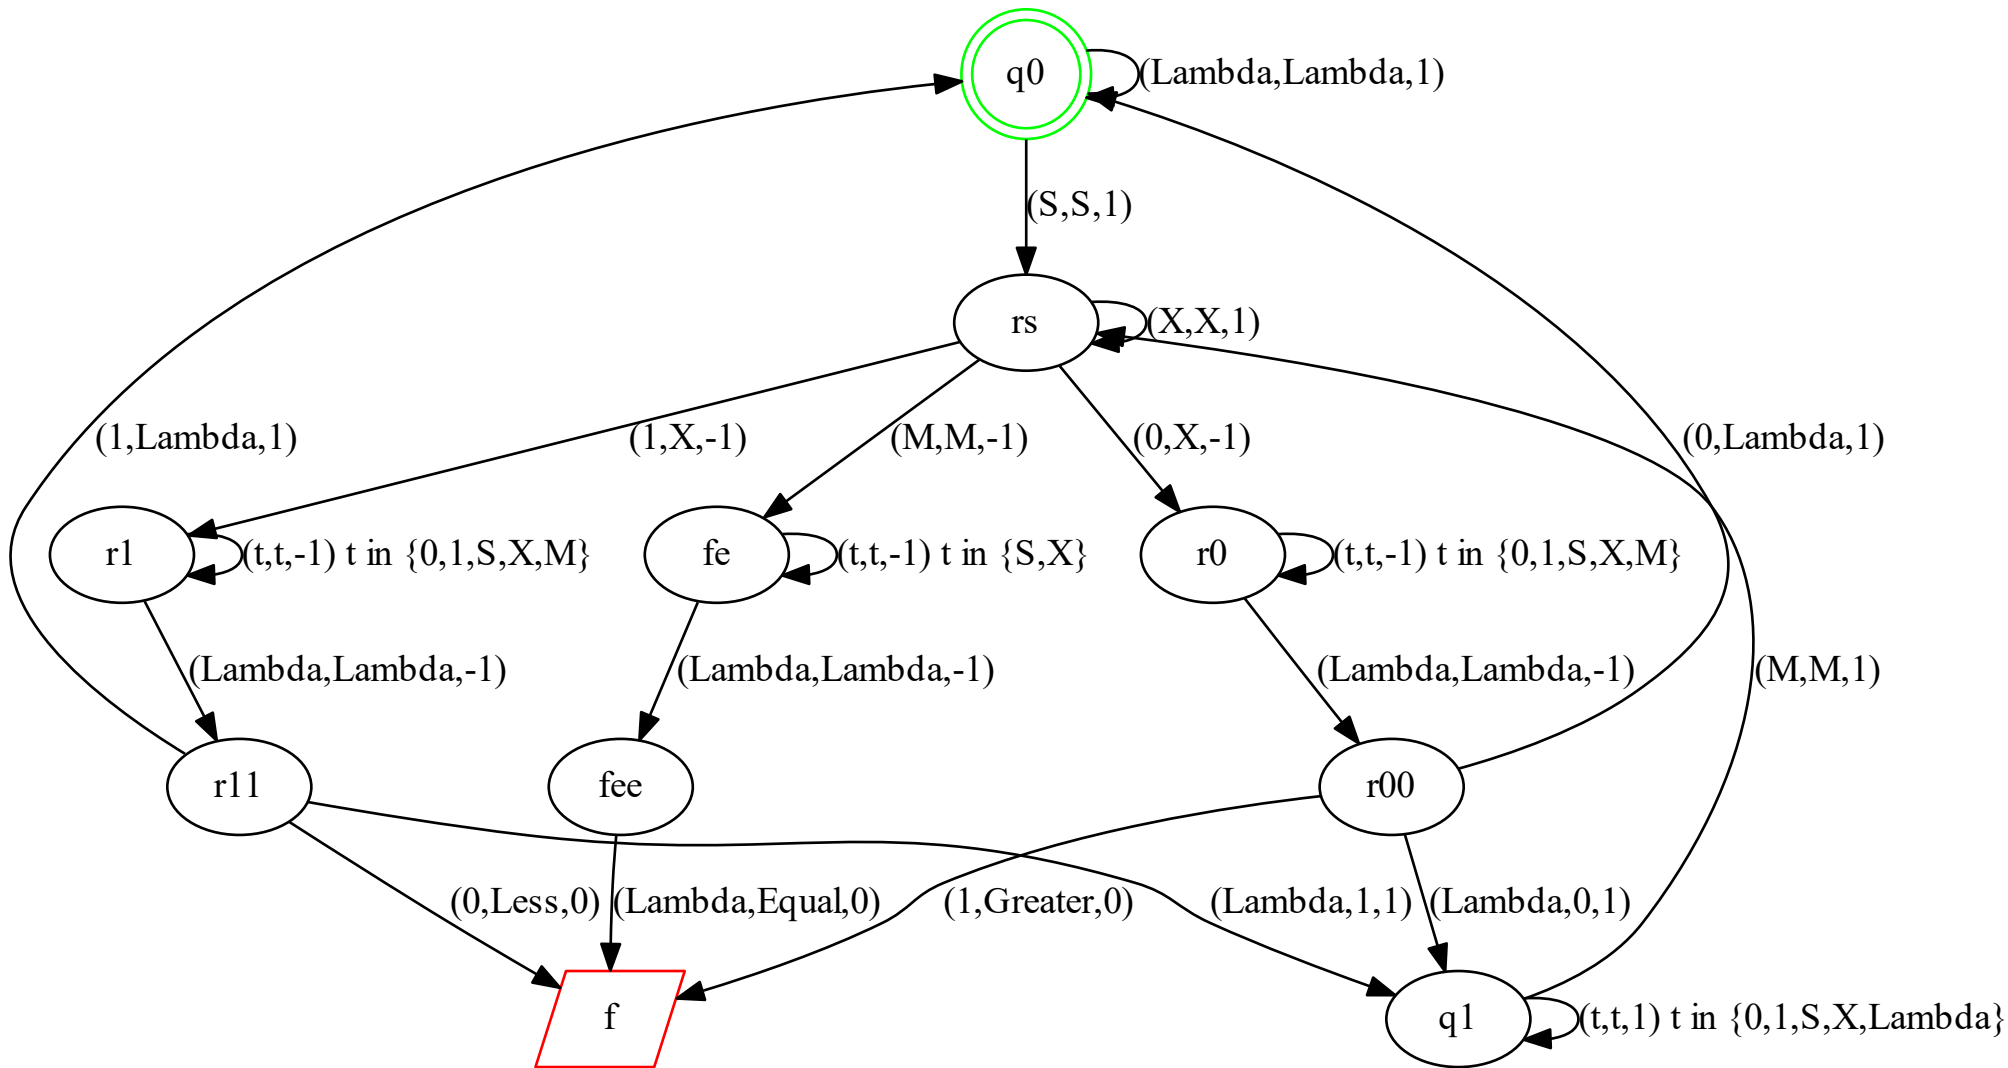 q0
(Lambda,Lambda,1)
(S,S,1)
rs
(X,X,1)
(1,Lambda,1)
(1,X,-1)
(M,M,-1)
(0,X,-1)
(0,Lambda,1)
r1
(t,t,-1) t in {0,1,S,X,M}
fe
(t,t,-1) t in {S,X}
r0
(t,t,-1) t in {0,1,S,X,M}
(Lambda,Lambda,-1)
(Lambda,Lambda,-1)
(Lambda,Lambda,-1)
(M,M,1)
r11
fee
r00
(0,Less,0)
(Lambda,Equal,0)
(1,Greater,0)
(Lambda,1,1)
(Lambda,0,1)
f
q1
(t,t,1) t in {0,1,S,X,Lambda}